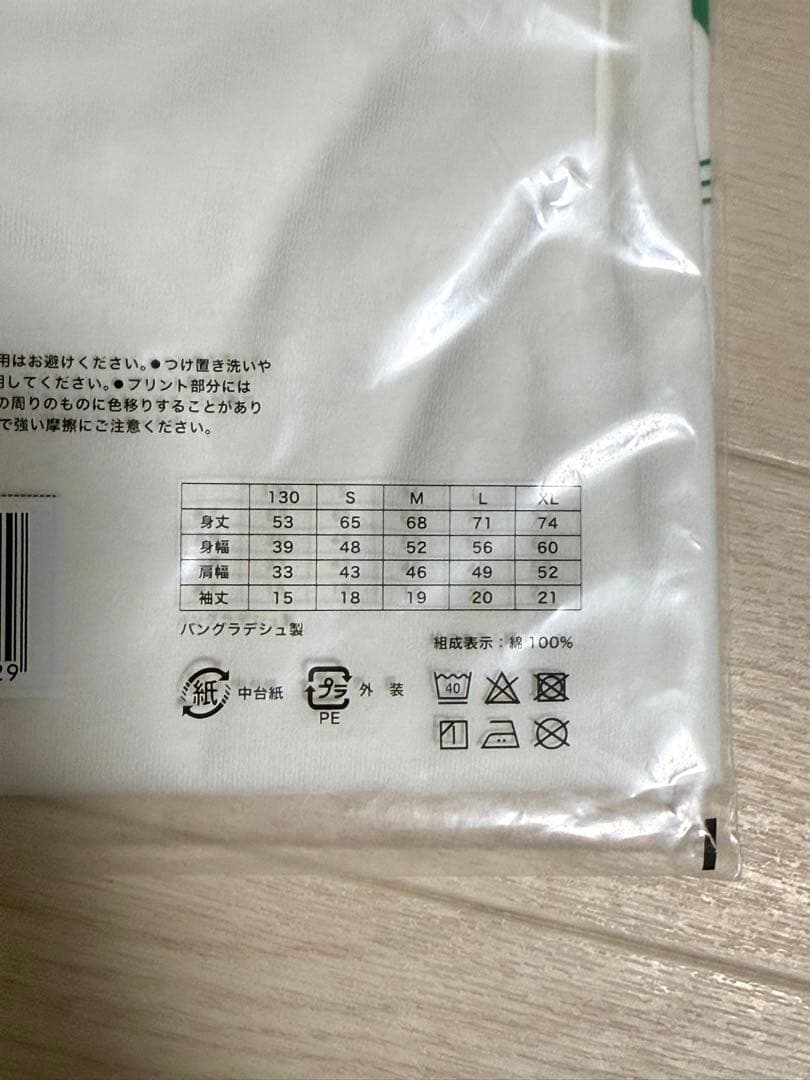 用はお避けください。●つけ置き洗いや
用してください。●プリント部分には
の周りのものに色移りすることがあり
で強い摩擦にご注意ください。
130 S M L XL
身丈 53 65 68 71 74
身幅 39 48 52 56 60
肩幅 33 43 46 49 52
袖丈 15 18 19 20 21
バングラデシュ製
組成表示：綿 100%
紙 中台紙
プラ 外 装
PE
40
29